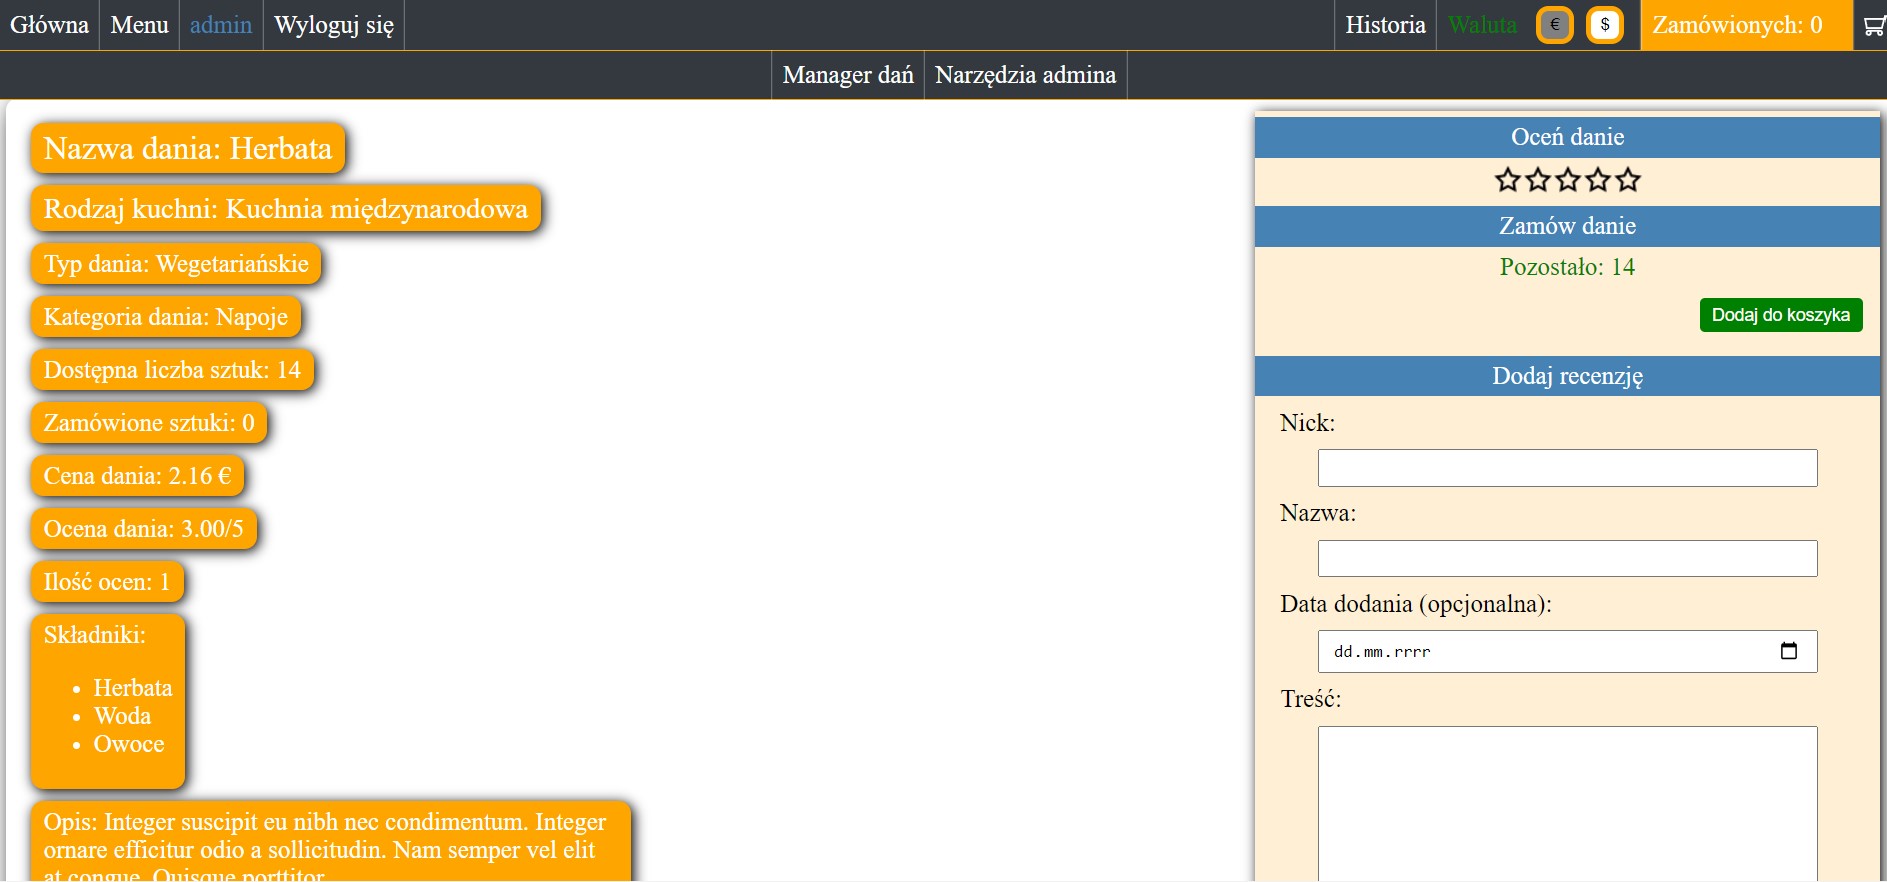 Główna Menu admin Wyloguj się Historia Waluta € $ Zamówionych: 0
Manager dań Narzędzia admina
Nazwa dania: Herbata
Rodzaj kuchni: Kuchnia międzynarodowa
Typ dania: Wegetariańskie
Kategoria dania: Napoje
Dostępna liczba sztuk: 14
Zamówione sztuki: 0
Cena dania: 2.16 €
Ocena dania: 3.00/5
Ilość ocen: 1
Składniki:
Herbata
Woda
Owoce
Opis: Integer suscipit eu nibh nec condimentum. Integer
ornare efficitur odio a sollicitudin. Nam semper vel elit
at congue. Quisque porttitor
Oceń danie
Zamów danie
Pozostało: 14
Dodaj do koszyka
Dodaj recenzję
Nick:
Nazwa:
Data dodania (opcjonalna):
dd.mm.rrrr
Treść: